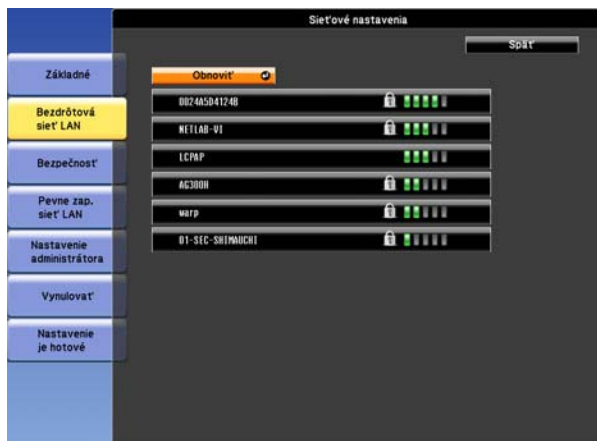 Sieťové nastavenia
Späť
Základné
Bezdrôtová
sieť LAN
Bezpečnosť
Pevne zap.
sieť LAN
Nastavenie
administrátora
Vynulovať
Nastavenie
je hotové
Obnoviť
0024A5D4124B
NETLAB-VI
LCPAP
AG300H
warp
01-SEC-SHIMAUCHI